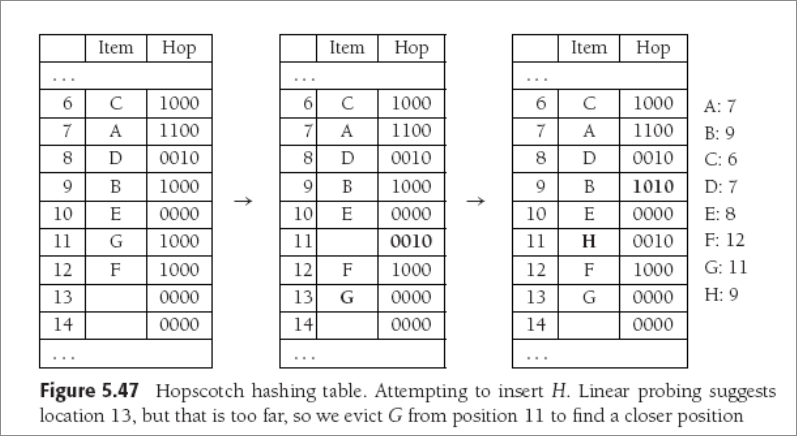 Item Hop Item Hop Item Hop
... ... ...
6 C 1000 6 C 1000 6 C 1000 A: 7
7 A 1100 7 A 1100 7 A 1100 B: 9
8 D 0010 8 D 0010 8 D 0010 C: 6
9 B 1000 9 B 1000 9 B 1010 D: 7
10 E 0000 → 10 E 0000 → 10 E 0000 E: 8
11 G 1000 11 0010 11 H 0010 F: 12
12 F 1000 12 F 1000 12 F 1000 G: 11
13 0000 13 G 0000 13 G 0000 H: 9
14 0000 14 0000 14 0000
... ... ...
Figure 5.47 Hopscotch hashing table. Attempting to insert H. Linear probing suggests
location 13, but that is too far, so we evict G from position 11 to find a closer position